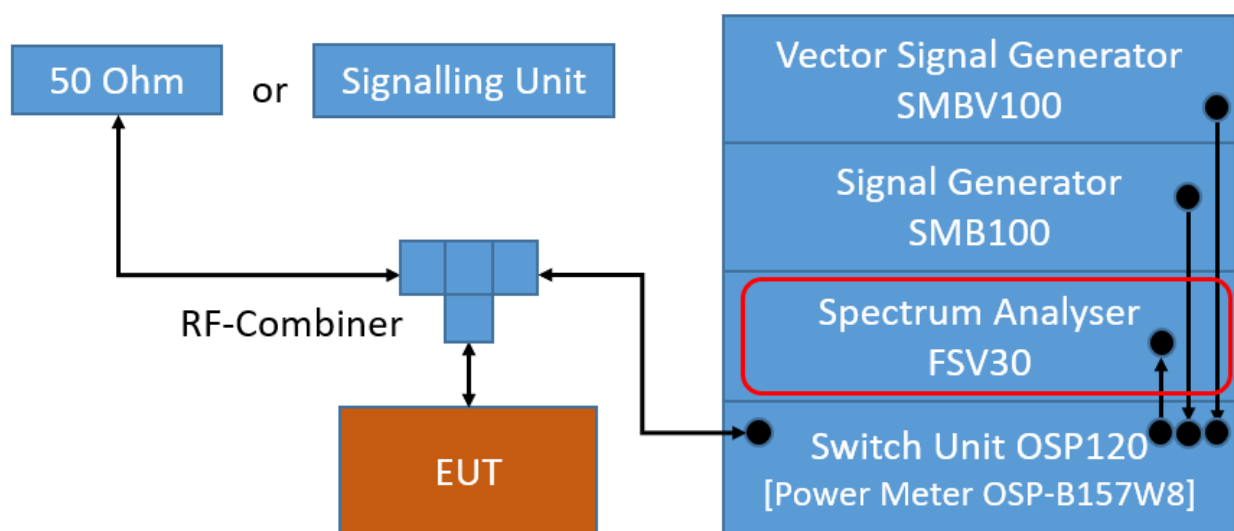 50 Ohm
or
Signalling Unit
RF-Combiner
EUT
Vector Signal Generator
SMBV100
Signal Generator
SMB100
Spectrum Analyser
FSV30
Switch Unit OSP120
[Power Meter OSP-B157W8]